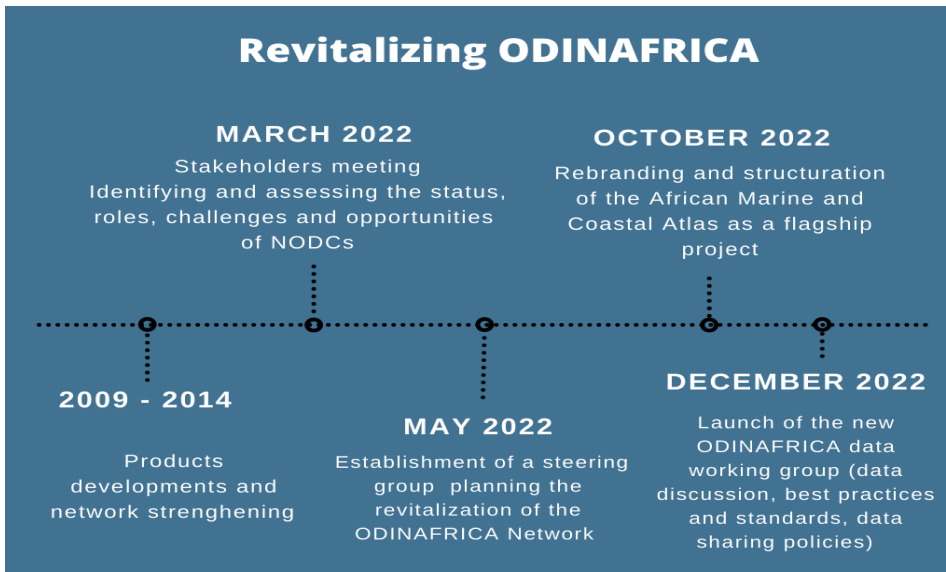 Revitalizing ODINAFRICA
MARCH 2022
Stakeholders meeting
Identifying and assessing the status,
roles, challenges and opportunities
of NODCs
OCTOBER 2022
Rebranding and structuration
of the African Marine and
Coastal Atlas as a flagship
project
2009 - 2014
Products
developments and
network strenghening
MAY 2022
Establishment of a steering
group planning the
revitalization of the
ODINAFRICA Network
DECEMBER 2022
Launch of the new
ODINAFRICA data
working group (data
discussion, best practices
and standards, data
sharing policies)